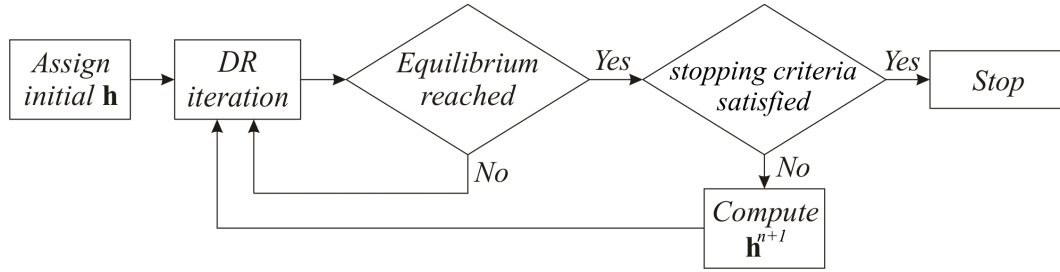 Assign
initial h
DR
iteration
Equilibrium
reached
Yes
No
stopping criteria
satisfied
Yes
No
Stop
Compute
h^{n+1}